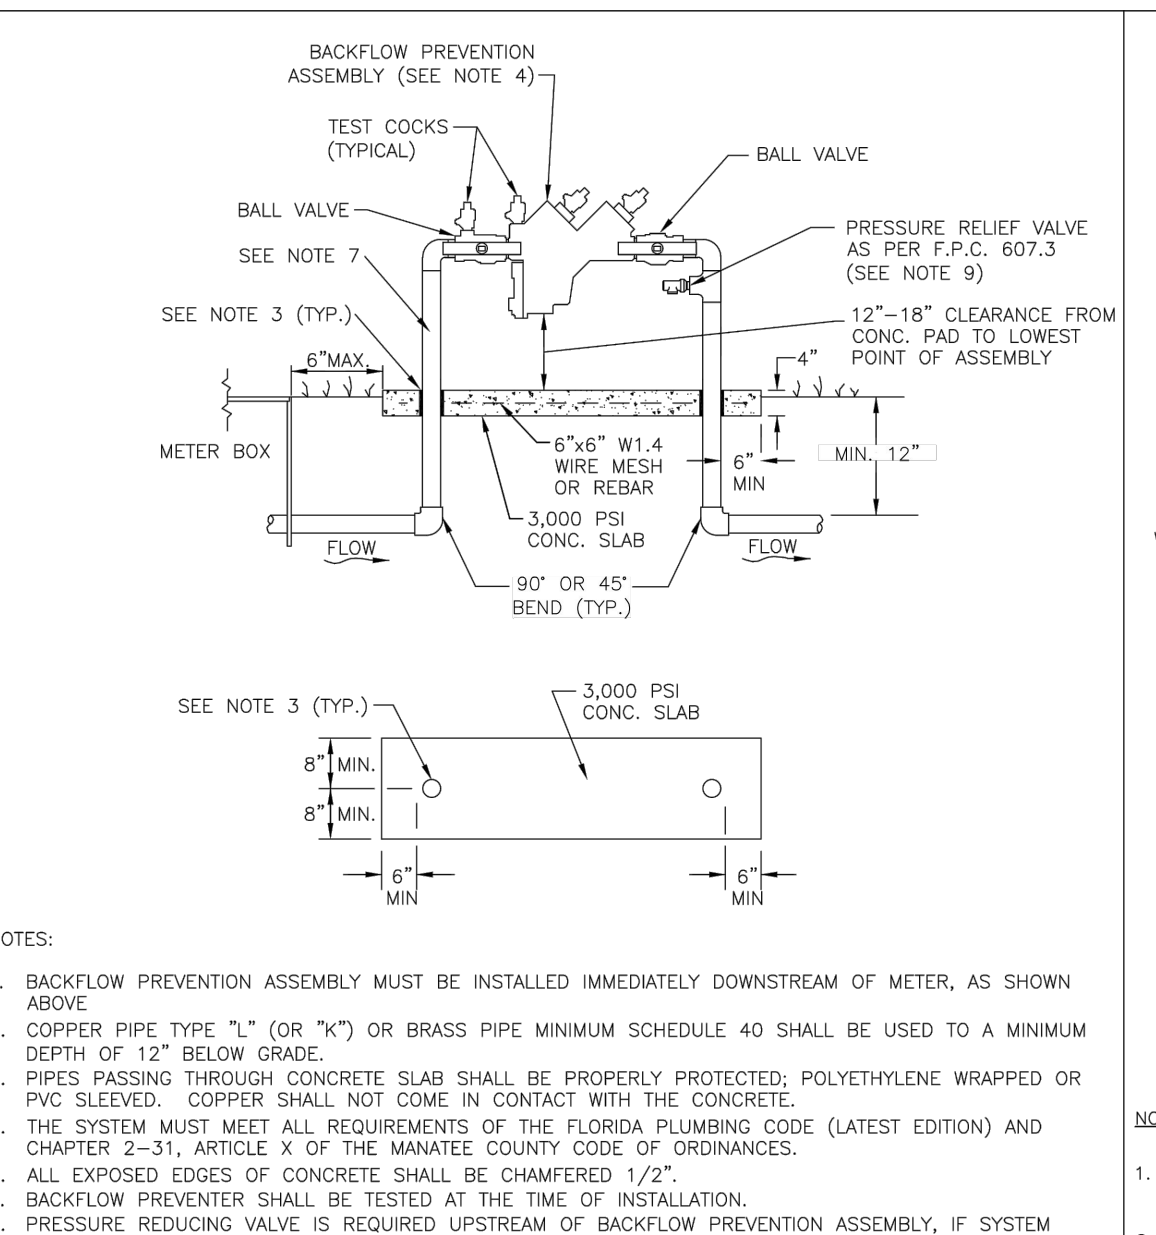 BACKFLOW PREVENTION
ASSEMBLY (SEE NOTE 4)
TEST COCKS
(TYPICAL)
BALL VALVE
BALL VALVE
PRESSURE RELIEF VALVE
AS PER F.P.C. 607.3
(SEE NOTE 9)
SEE NOTE 7
SEE NOTE 3 (TYP.)
12"–18" CLEARANCE FROM
CONC. PAD TO LOWEST
POINT OF ASSEMBLY
6"MAX.
4"
METER BOX
6"x6" W1.4
WIRE MESH
OR REBAR
6"
MIN
MIN. 12"
3,000 PSI
CONC. SLAB
FLOW
FLOW
90° OR 45°
BEND (TYP.)
SEE NOTE 3 (TYP.)
3,000 PSI
CONC. SLAB
8" MIN.
8" MIN.
6"
MIN
6"
MIN
OTES:
. BACKFLOW PREVENTION ASSEMBLY MUST BE INSTALLED IMMEDIATELY DOWNSTREAM OF METER, AS SHOWN
ABOVE
. COPPER PIPE TYPE "L" (OR "K") OR BRASS PIPE MINIMUM SCHEDULE 40 SHALL BE USED TO A MINIMUM
DEPTH OF 12" BELOW GRADE.
. PIPES PASSING THROUGH CONCRETE SLAB SHALL BE PROPERLY PROTECTED; POLYETHYLENE WRAPPED OR
PVC SLEEVED. COPPER SHALL NOT COME IN CONTACT WITH THE CONCRETE.
. THE SYSTEM MUST MEET ALL REQUIREMENTS OF THE FLORIDA PLUMBING CODE (LATEST EDITION) AND
CHAPTER 2–31, ARTICLE X OF THE MANATEE COUNTY CODE OF ORDINANCES.
. ALL EXPOSED EDGES OF CONCRETE SHALL BE CHAMFERED 1/2".
. BACKFLOW PREVENTER SHALL BE TESTED AT THE TIME OF INSTALLATION.
. PRESSURE REDUCING VALVE IS REQUIRED UPSTREAM OF BACKFLOW PREVENTION ASSEMBLY, IF SYSTEM
NO
1.